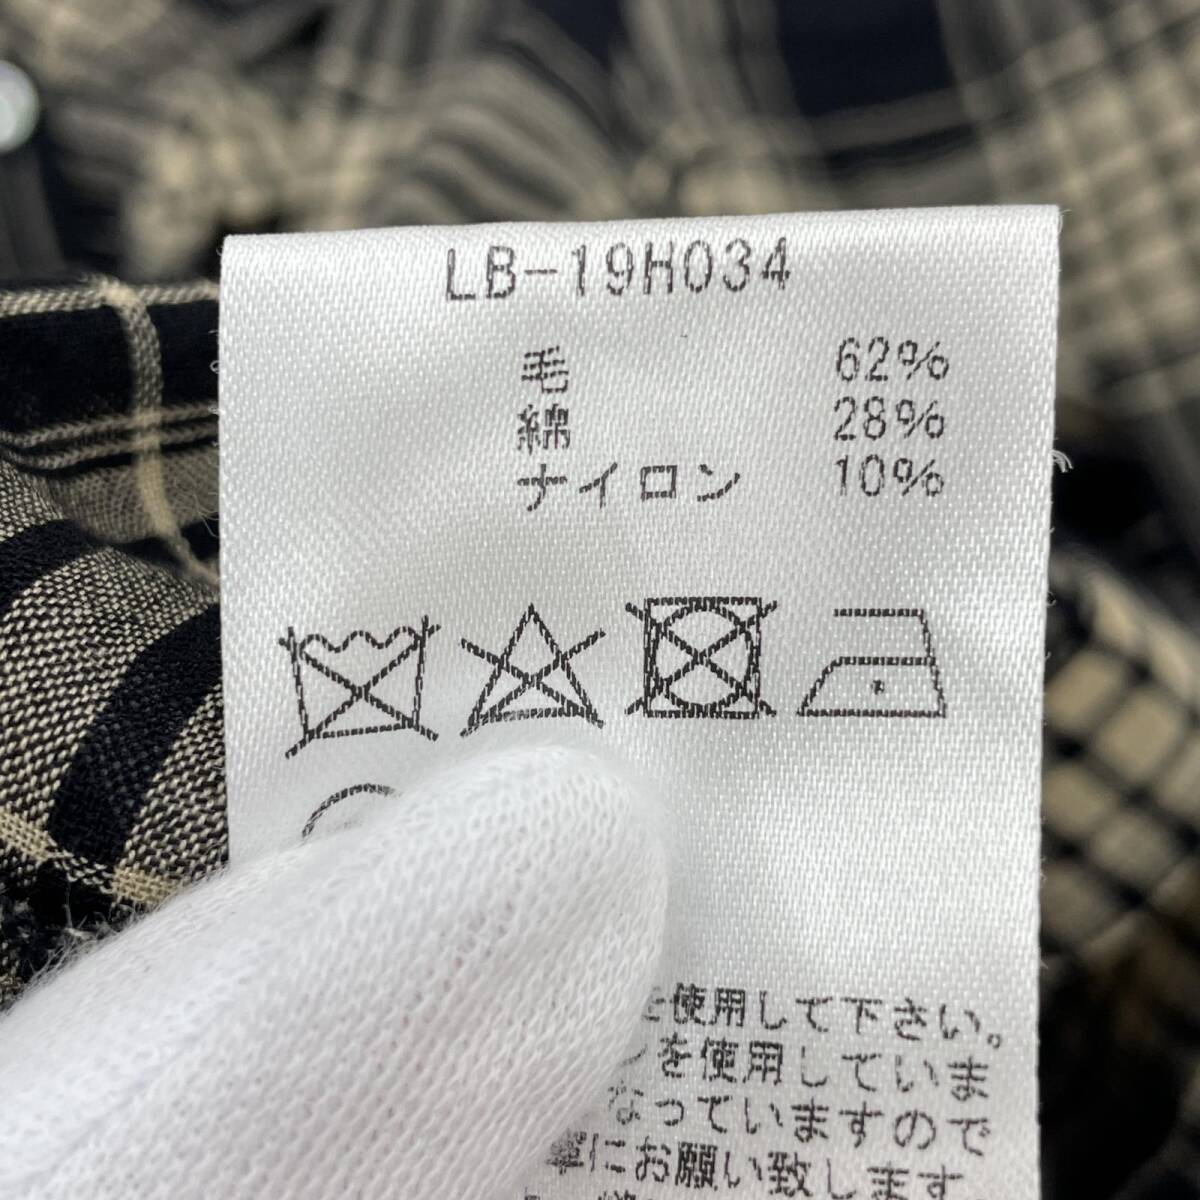 LB-19H034
毛 62%
綿 28%
ナイロン 10%
を使用して下さい。
を使用していま
なっていますので
にお願い致します